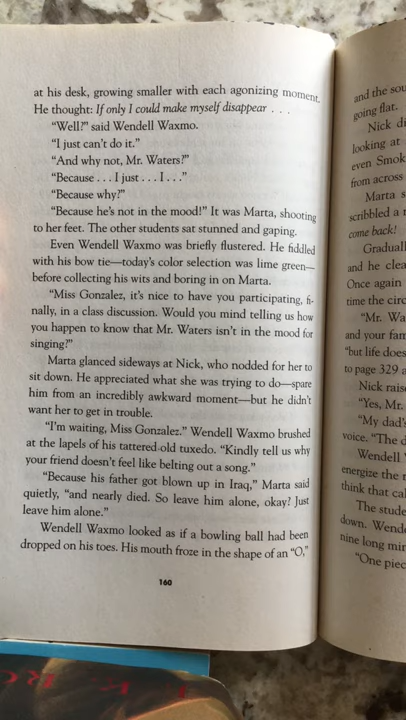 at his desk, growing smaller with each agonizing moment.
He thought: If only I could make myself disappear . . .
"Well?" said Wendell Waxmo.
"I just can't do it."
"And why not, Mr. Waters?"
"Because . . . I just . . . I . . ."
"Because why?"
"Because he's not in the mood!" It was Marta, shooting
to her feet. The other students sat stunned and gaping.
Even Wendell Waxmo was briefly flustered. He fiddled
with his bow tie—today's color selection was lime green—
before collecting his wits and boring in on Marta.
"Miss Gonzalez, it's nice to have you participating, fi-
nally, in a class discussion. Would you mind telling us how
you happen to know that Mr. Waters isn't in the mood for
singing?"
Marta glanced sideways at Nick, who nodded for her to
sit down. He appreciated what she was trying to do—spare
him from an incredibly awkward moment—but he didn't
want her to get in trouble.
"I'm waiting, Miss Gonzalez." Wendell Waxmo brushed
at the lapels of his tattered old tuxedo. "Kindly tell us why
your friend doesn't feel like belting out a song."
"Because his father got blown up in Iraq," Marta said
quietly, "and nearly died. So leave him alone, okay? Just
leave him alone."
Wendell Waxmo looked as if a bowling ball had been
dropped on his toes. His mouth froze in the shape of an "O,"
160
and the sou
going flat.
Nick di
looking at
even Smok
from across
Marta s
scribbled a
come back!
Graduall
and he clea
Once again
time the circ
"Mr. Wa
and your fam
"but life does
to page 329 a
Nick raise
"Yes, Mr.
"My dad's
voice. "The d
Wendell
energize the
think that cal
The stude
down. Wende
nine long min
"One piec